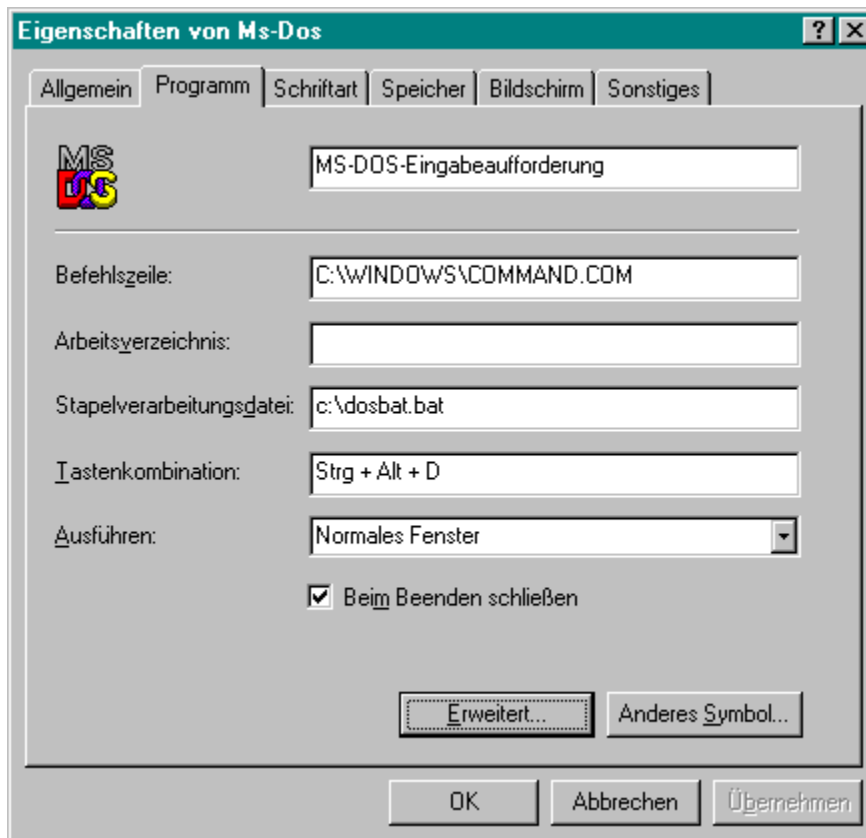 Eigenschaften von Ms-Dos ? X
Allgemein Programm Schriftart Speicher Bildschirm Sonstiges
MS DOS MS-DOS-Eingabeaufforderung
Befehlszeile: C:\WINDOWS\COMMAND.COM
Arbeitsverzeichnis:
Stapelverarbeitungsdatei: c:\dosbat.bat
Tastenkombination: Strg + Alt + D
Ausführen: Normales Fenster
Beim Beenden schließen
Erweitert... Anderes Symbol...
OK Abbrechen Übernehmen